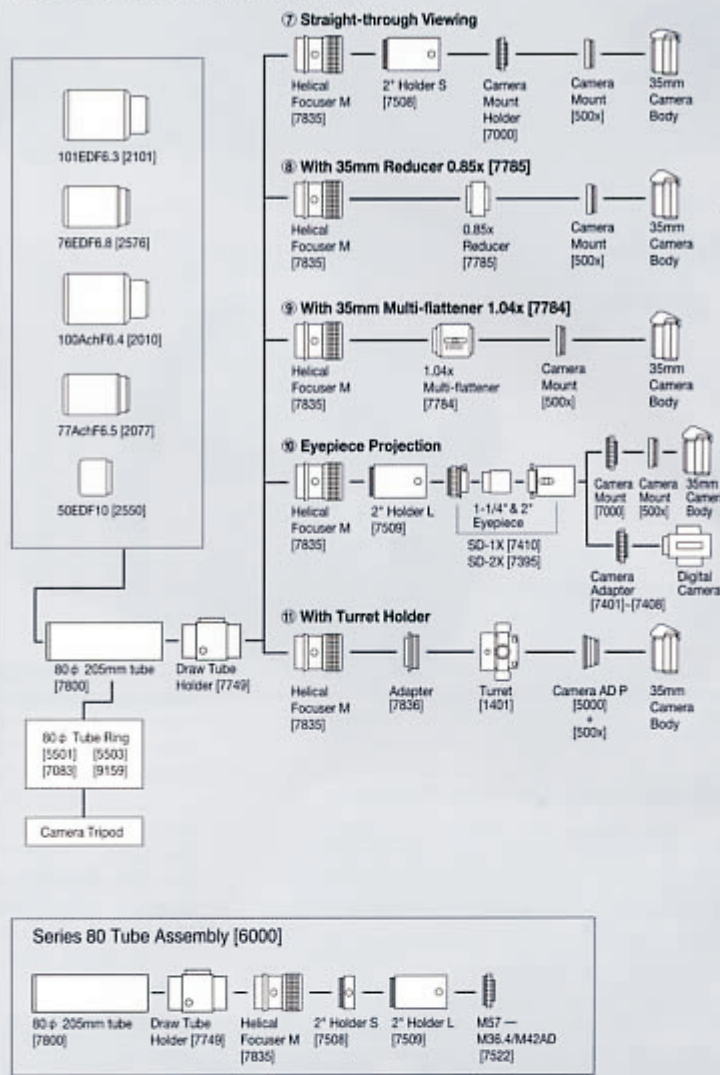 ⑦ Straight-through Viewing
Helical
Focuser M
[7835]
2" Holder S
[7508]
Camera
Mount
Holder
[7000]
Camera
Mount
[500x]
35mm
Camera
Body
101EDF6.3 [2101]
76EDF6.8 [2576]
100AchF6.4 [2010]
77AchF6.5 [2077]
50EDF10 [2550]
⑧ With 35mm Reducer 0.85x [7785]
Helical
Focuser M
[7835]
0.85x
Reducer
[7785]
Camera
Mount
[500x]
35mm
Camera
Body
⑨ With 35mm Multi-flattener 1.04x [7784]
Helical
Focuser M
[7835]
1.04x
Multi-flattener
[7784]
Camera
Mount
[500x]
35mm
Camera
Body
⑩ Eyepiece Projection
Helical
Focuser M
[7835]
2" Holder L
[7509]
1-1/4" & 2"
Eyepiece
SD-1X [7410]
SD-2X [7395]
Camera
Mount
[7000]
Camera
Mount
[500x]
35mm
Camera
Body
Camera
Adapter
[7401]~[7408]
Digital
Camera
⑪ With Turret Holder
Helical
Focuser M
[7835]
Adapter
[7836]
Turret
[1401]
Camera AD P
[5000]
+
[500x]
35mm
Camera
Body
80φ 205mm tube
[7800]
Draw Tube
Holder [7749]
80φ Tube Ring
[5501] [5503]
[7083] [9159]
Camera Tripod
Series 80 Tube Assembly [6000]
80φ 205mm tube
[7800]
Draw Tube
Holder [7749]
Helical
Focuser M
[7835]
2" Holder S
[7508]
2" Holder L
[7509]
M57 —
M36.4/M42AD
[7522]